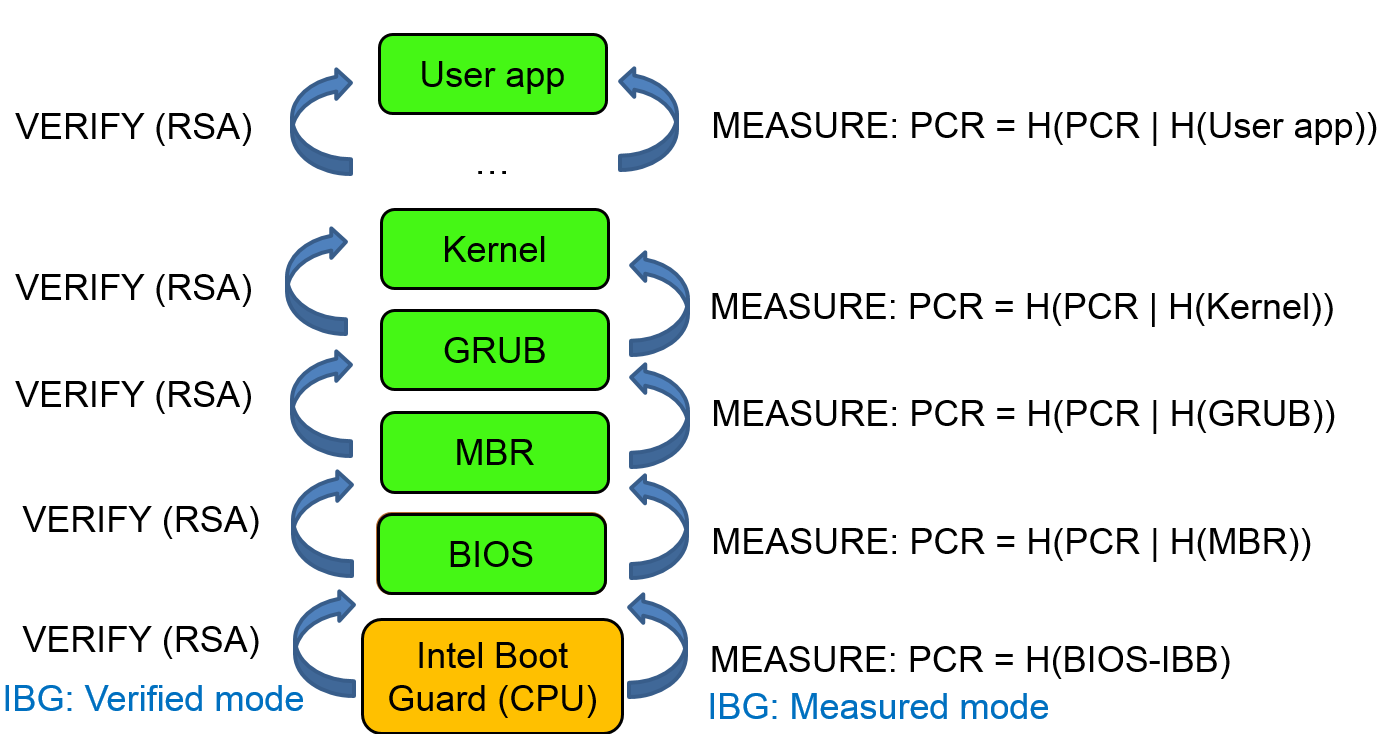 User app
VERIFY (RSA)
MEASURE: PCR = H(PCR | H(User app))
...
Kernel
VERIFY (RSA)
MEASURE: PCR = H(PCR | H(Kernel))
GRUB
VERIFY (RSA)
MEASURE: PCR = H(PCR | H(GRUB))
MBR
VERIFY (RSA)
MEASURE: PCR = H(PCR | H(MBR))
BIOS
VERIFY (RSA)
IBG: Verified mode
Intel Boot
Guard (CPU)
MEASURE: PCR = H(BIOS-IBB)
IBG: Measured mode